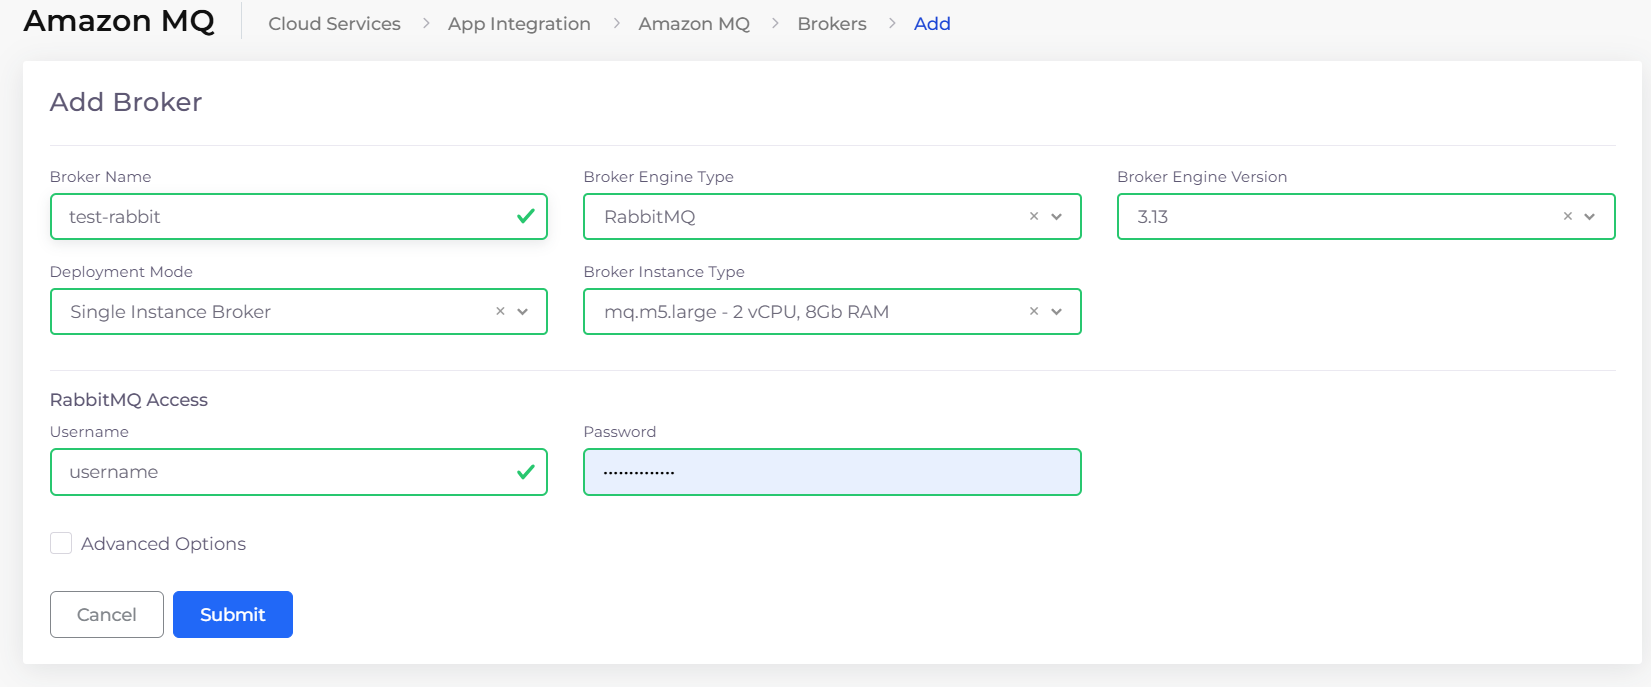 Amazon MQ
Cloud Services > App Integration > Amazon MQ > Brokers > Add
Add Broker
Broker Name
Broker Engine Type
Broker Engine Version
test-rabbit
RabbitMQ
3.13
Deployment Mode
Broker Instance Type
Single Instance Broker
mq.m5.large - 2 vCPU, 8Gb RAM
RabbitMQ Access
Username
Password
username
••••••••••••••
Advanced Options
Cancel
Submit